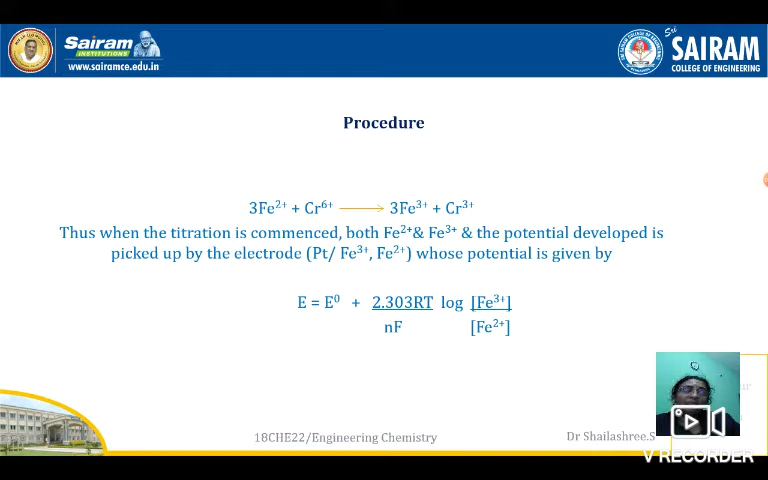 Sairam
INSTITUTIONS
www.sairamce.edu.in
Sri
SAIRAM
COLLEGE OF ENGINEERING
Procedure
3Fe²⁺ + Cr⁶⁺ ⟶ 3Fe³⁺ + Cr³⁺
Thus when the titration is commenced, both Fe²⁺& Fe³⁺ & the potential developed is
picked up by the electrode (Pt/ Fe³⁺, Fe²⁺) whose potential is given by
E = E⁰ + 2.303RT log [Fe³⁺]
nF [Fe²⁺]
18CHE22/Engineering Chemistry
Dr Shailashree.S
V RECORDER